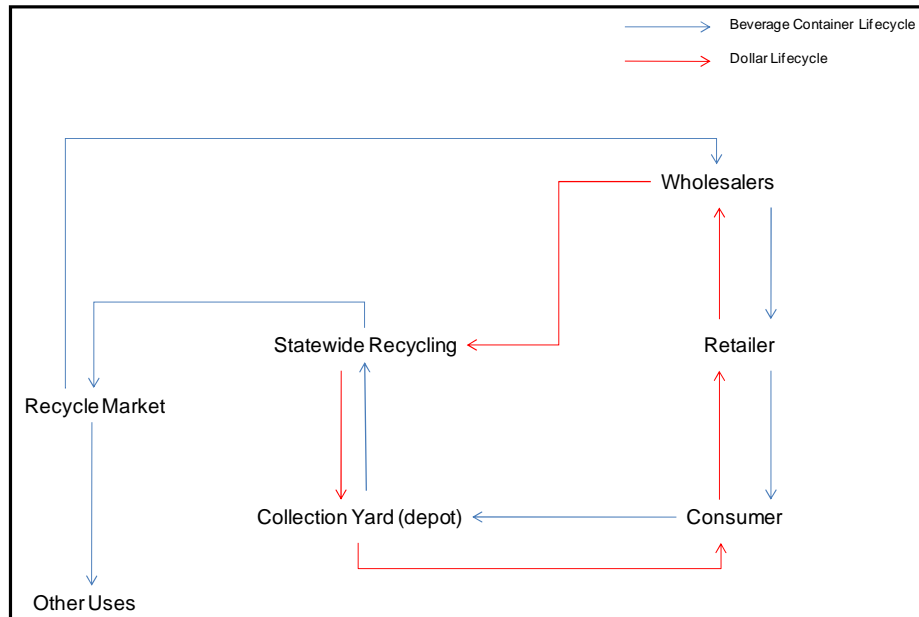 Beverage Container Lifecycle
Dollar Lifecycle
Wholesalers
Statewide Recycling
Retailer
Recycle Market
Collection Yard (depot)
Consumer
Other Uses